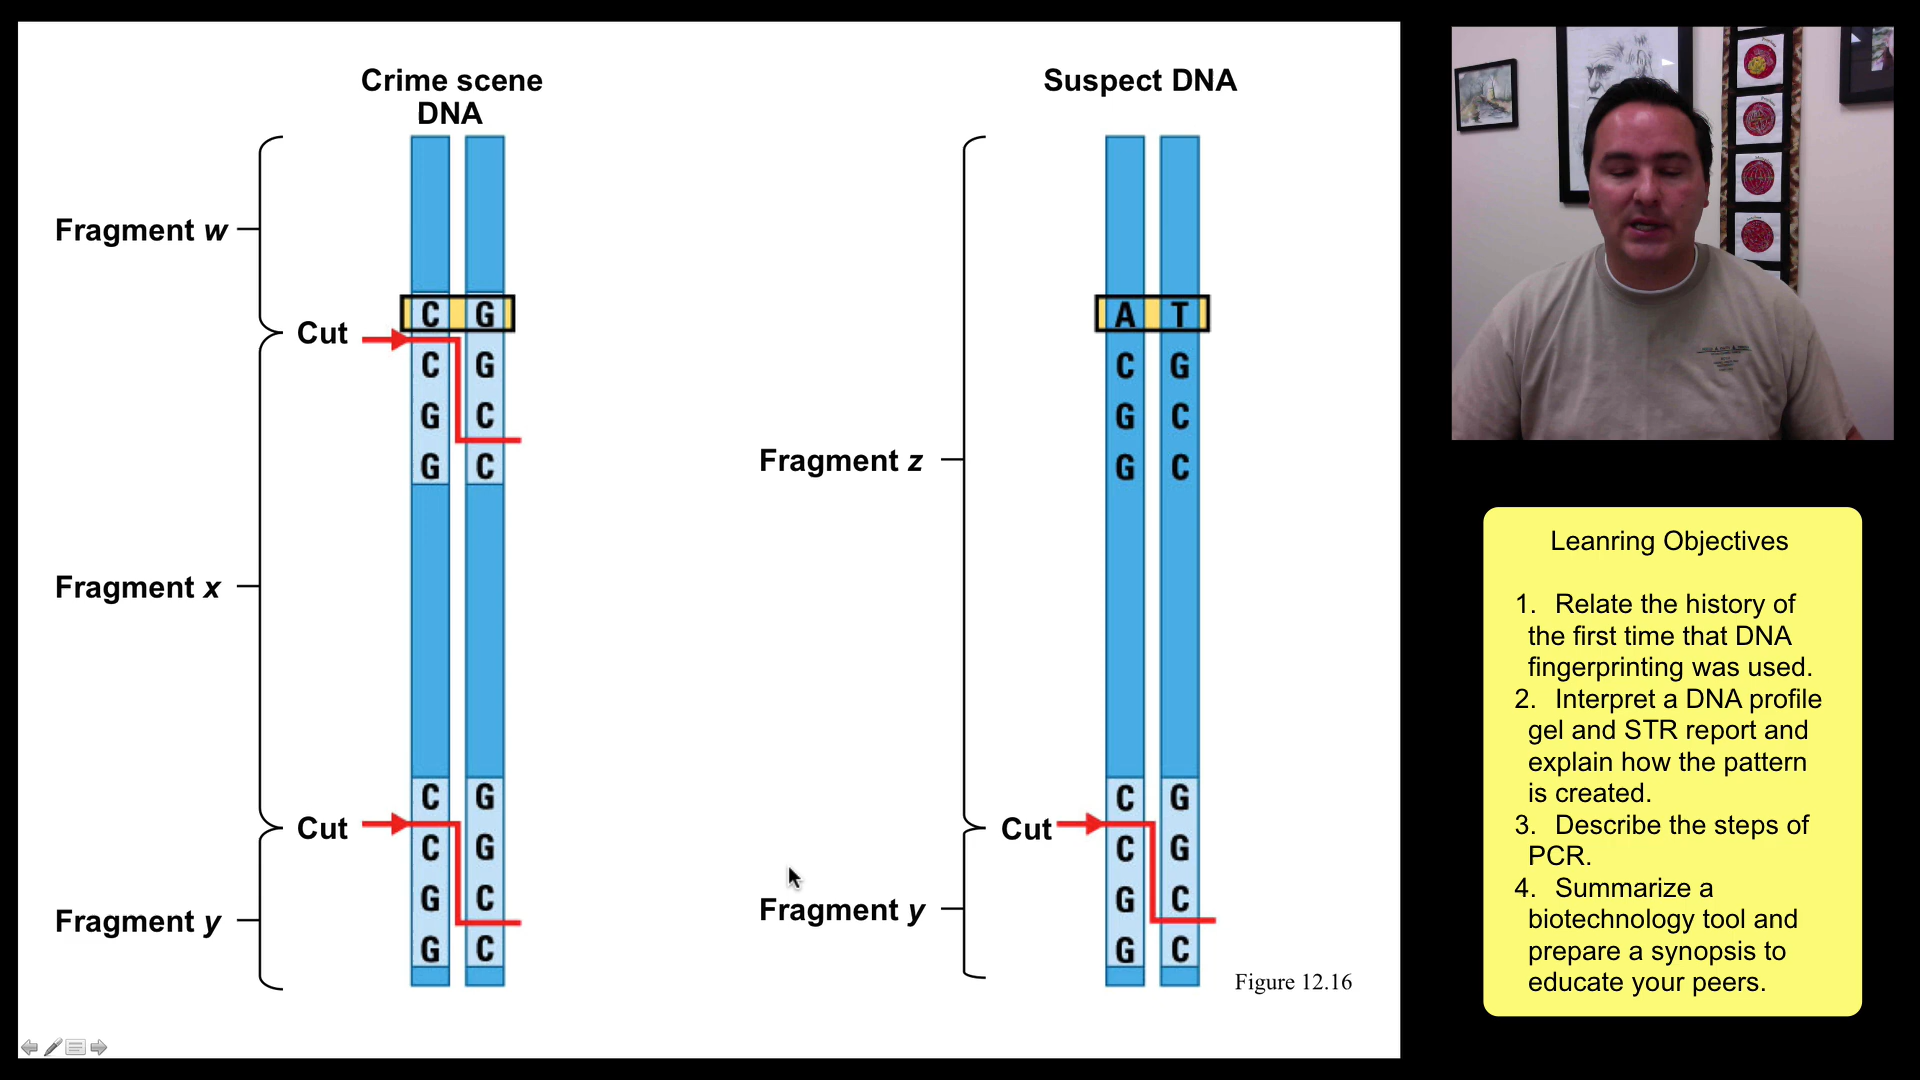 Crime scene
DNA
Fragment w
C G
Cut
C G
G C
G C
Fragment x
C G
Cut
C G
G C
Fragment y
G C
Suspect DNA
A T
C G
G C
Fragment z
G C
C G
Cut
C G
G C
Fragment y
G C
Figure 12.16
Leanring Objectives
1. Relate the history of
the first time that DNA
fingerprinting was used.
2. Interpret a DNA profile
gel and STR report and
explain how the pattern
is created.
3. Describe the steps of
PCR.
4. Summarize a
biotechnology tool and
prepare a synopsis to
educate your peers.